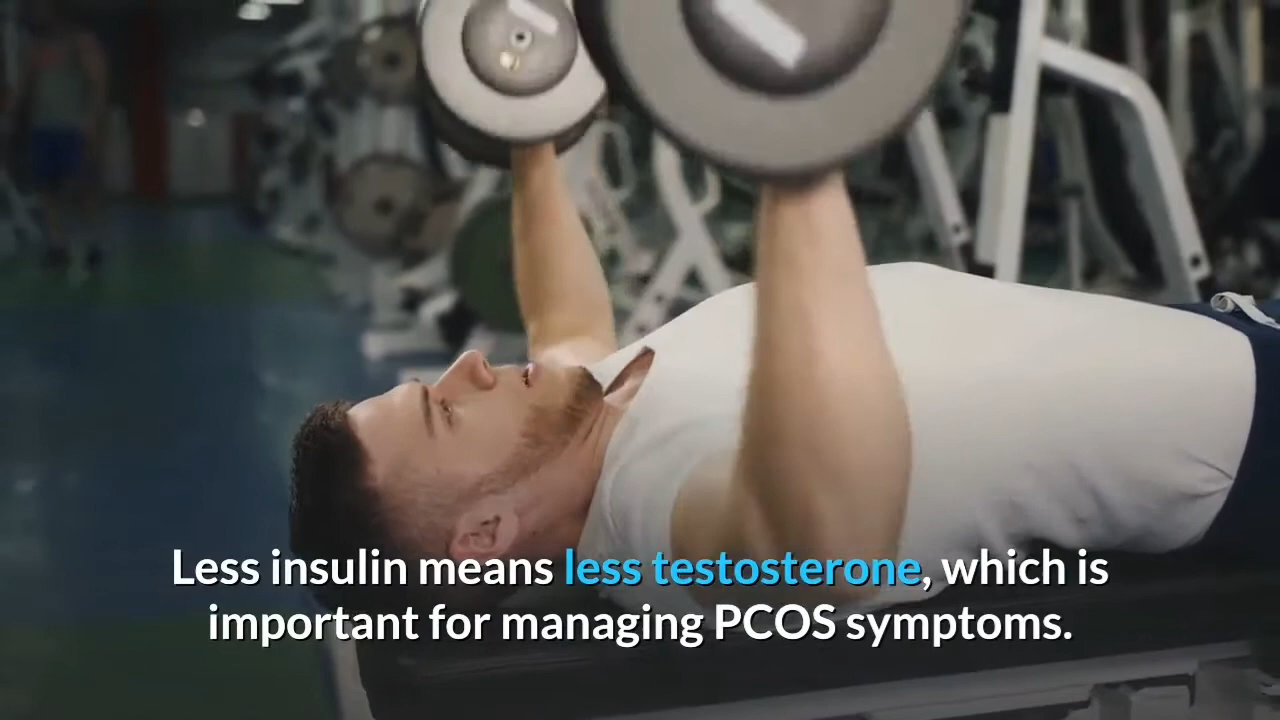 Less insulin means less testosterone, which is
important for managing PCOS symptoms.